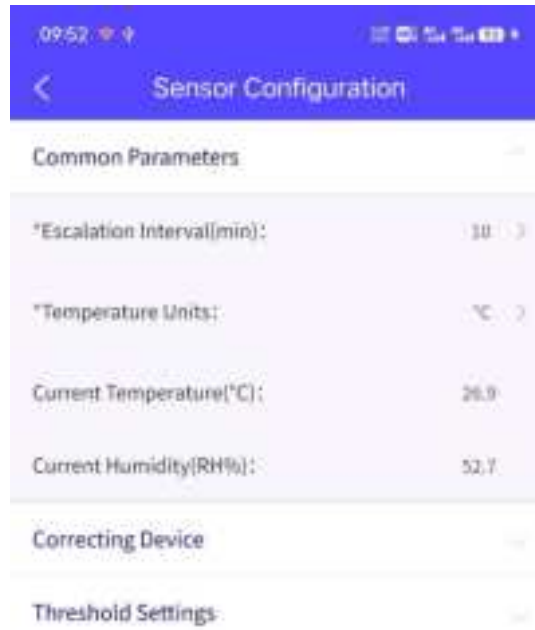 09:52
Sensor Configuration
Common Parameters
*Escalation Interval(min): 10
*Temperature Units: °C
Current Temperature(°C): 26.9
Current Humidity(RH%): 52.7
Correcting Device
Threshold Settings